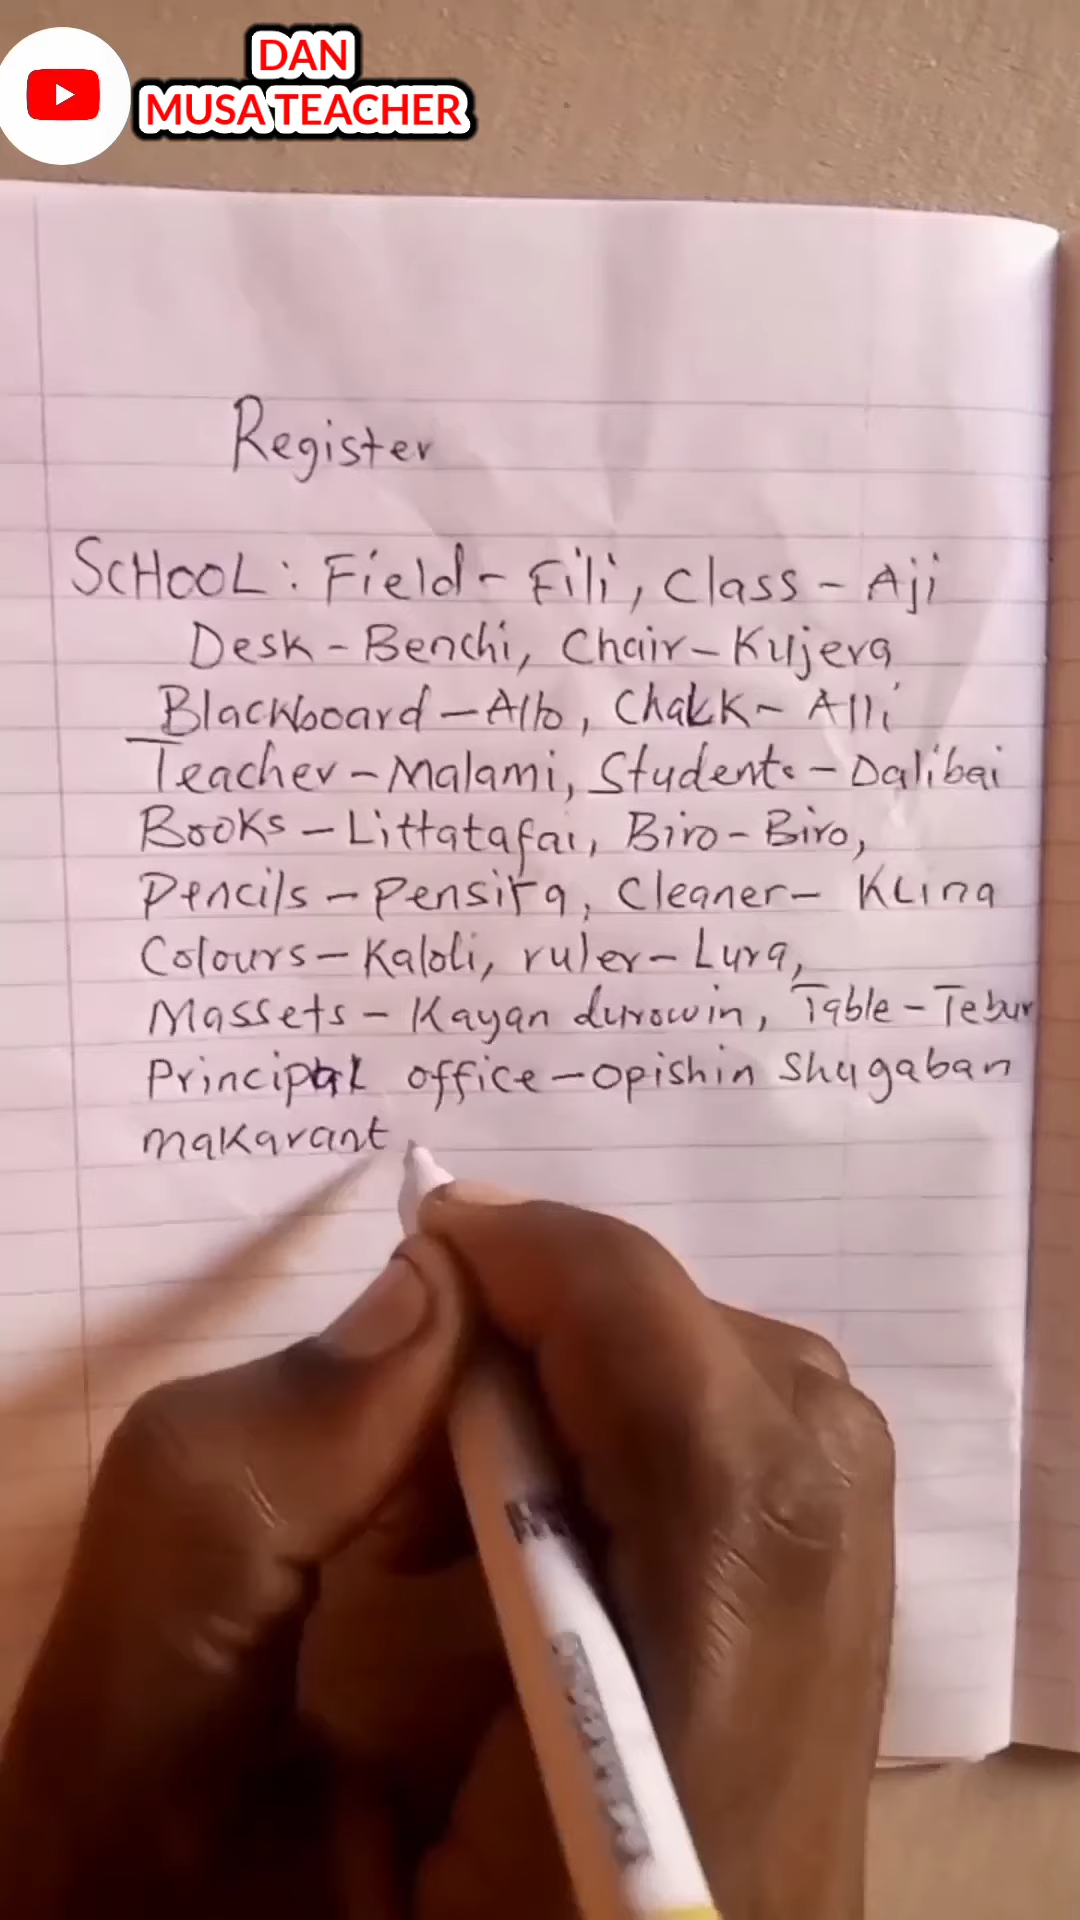 DAN
MUSA TEACHER
Register
SCHOOL: Field - Fili, Class - Aji
Desk - Benchi, Chair - Kujera
Blackboard - Allo, Chalk - Alli
Teacher - Malami, Students - Dalibai
Books - Littatafai, Biro - Biro,
Pencils - Pensira, Cleaner - Klina
Colours - Kaloli, ruler - Lura,
Massets - Kayan durowin, Table - Tebur
Principal office - Opishin Shugaban
makarant